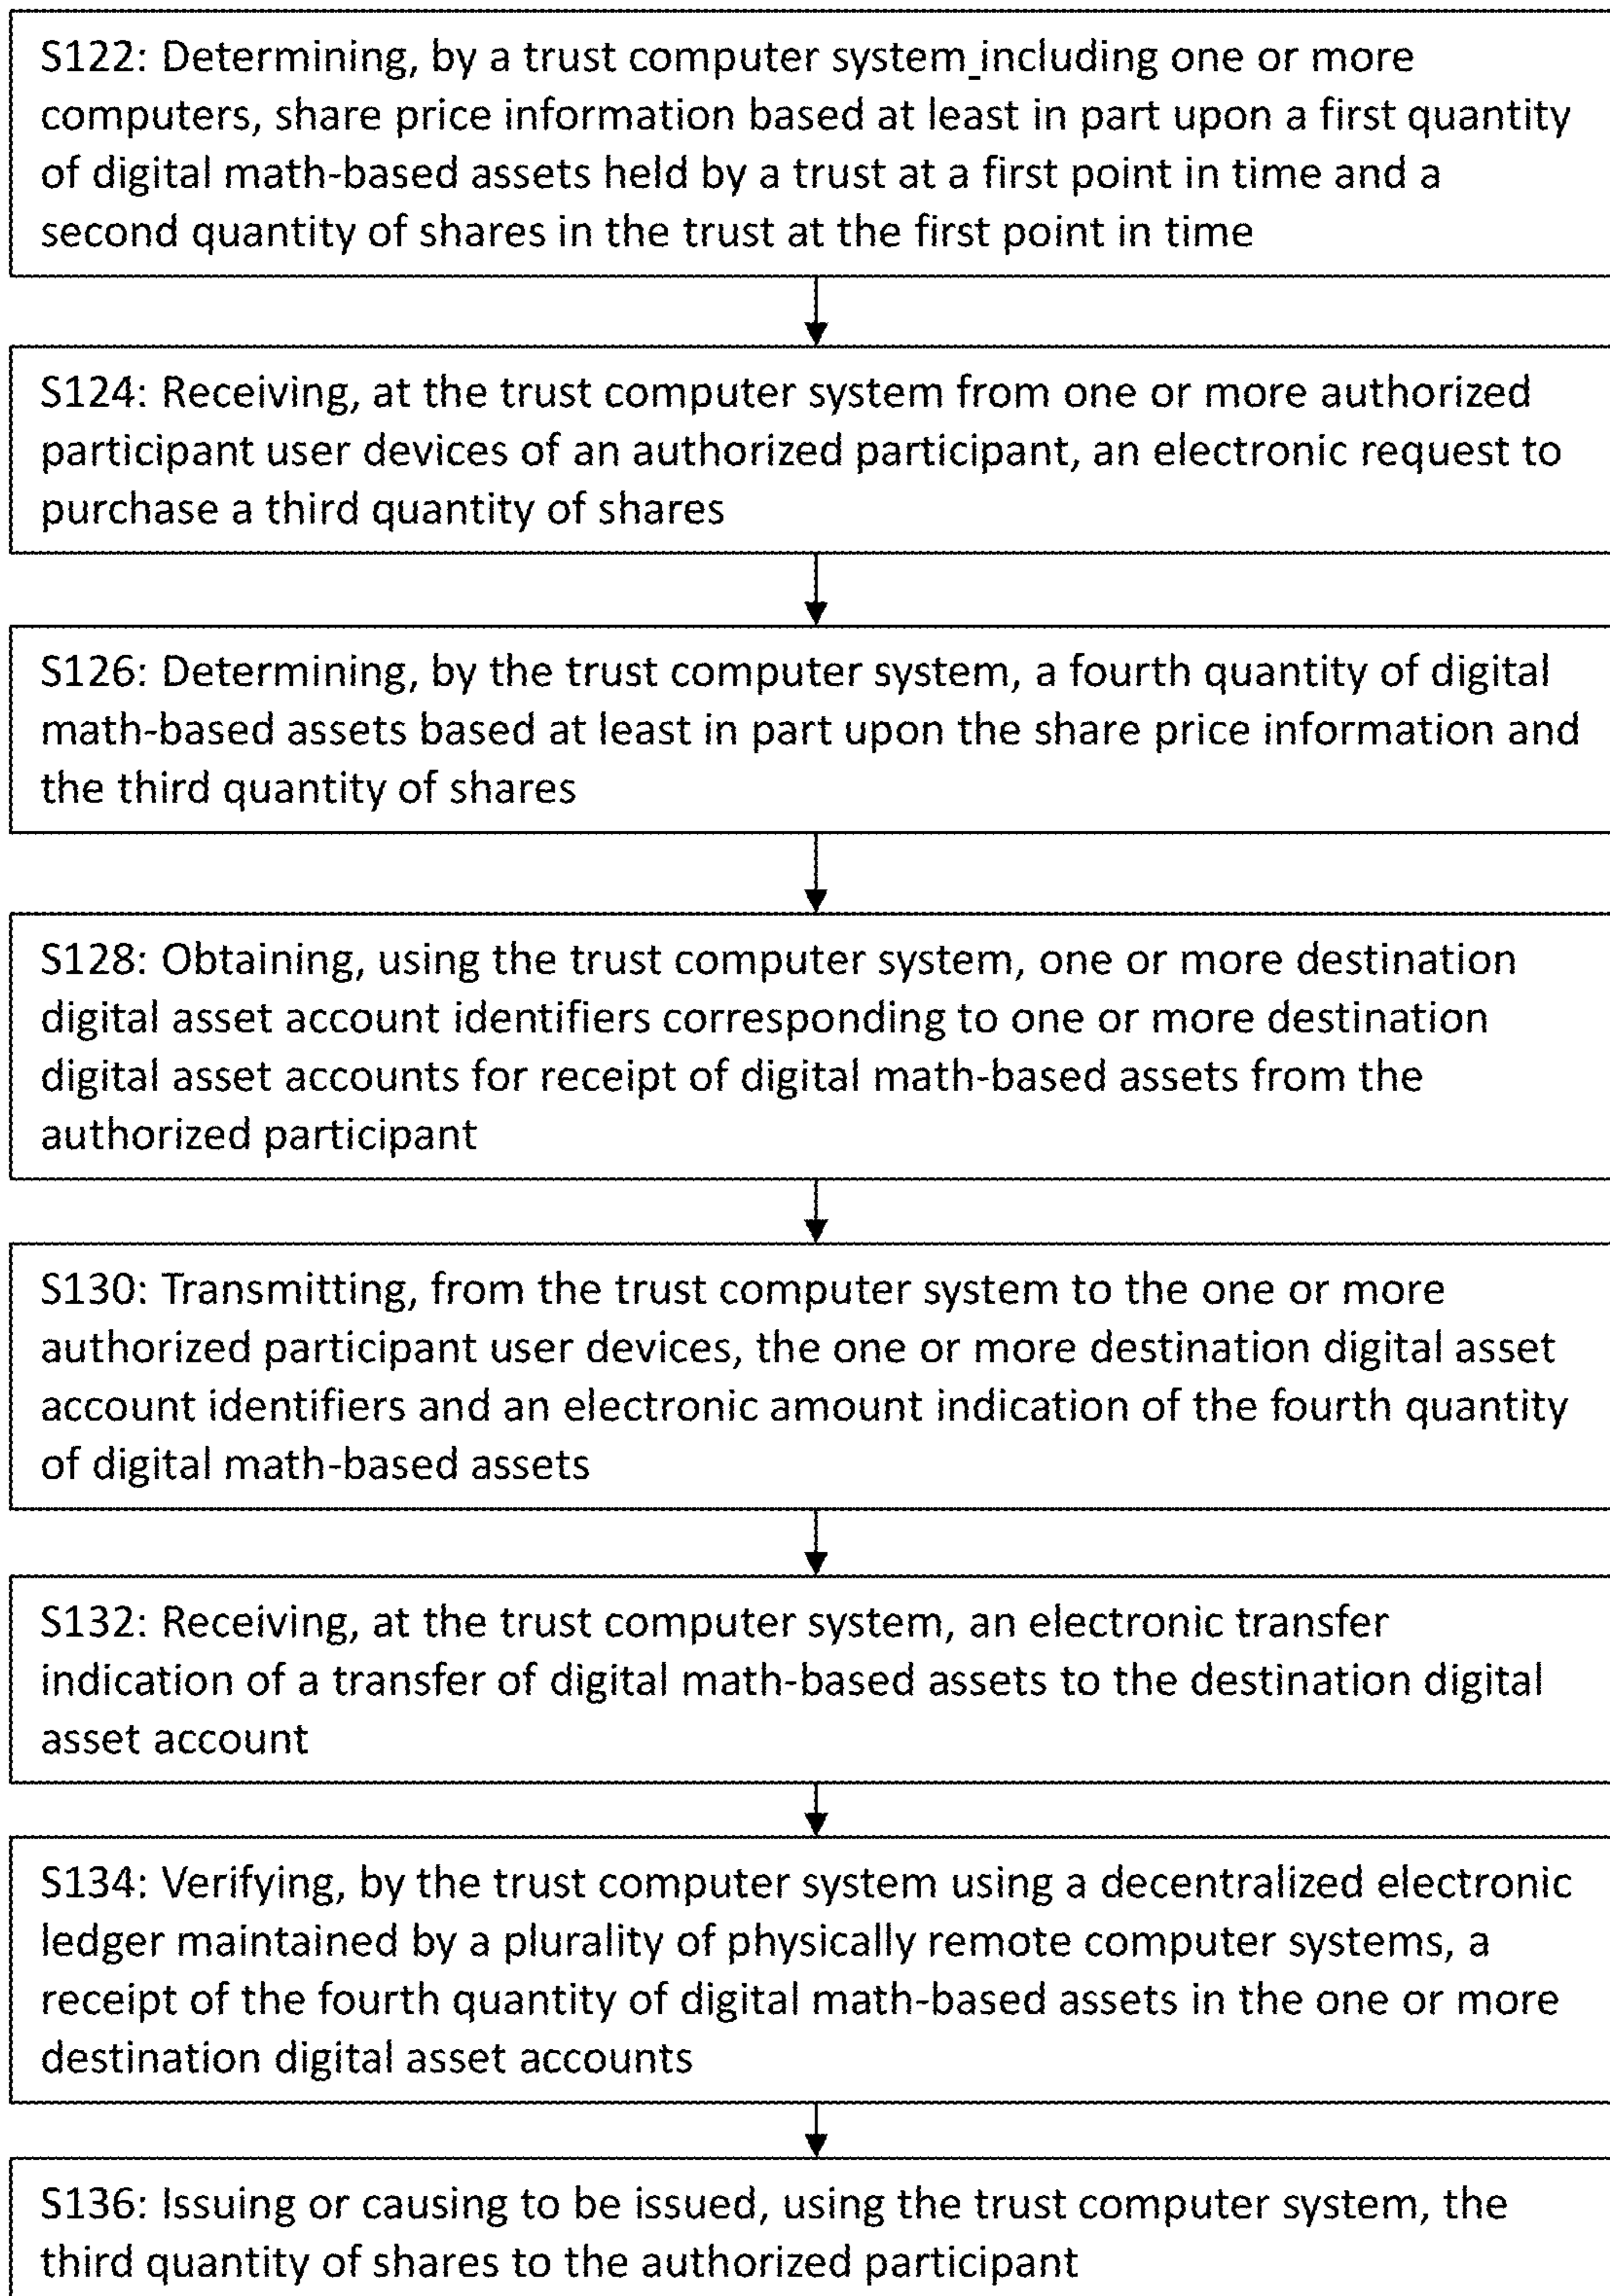 S122: Determining, by a trust computer system_including one or more
computers, share price information based at least in part upon a first quantity
of digital math-based assets held by a trust at a first point in time and a
second quantity of shares in the trust at the first point in time
S124: Receiving, at the trust computer system from one or more authorized
participant user devices of an authorized participant, an electronic request to
purchase a third quantity of shares
S126: Determining, by the trust computer system, a fourth quantity of digital
math-based assets based at least in part upon the share price information and
the third quantity of shares
S128: Obtaining, using the trust computer system, one or more destination
digital asset account identifiers corresponding to one or more destination
digital asset accounts for receipt of digital math-based assets from the
authorized participant
S130: Transmitting, from the trust computer system to the one or more
authorized participant user devices, the one or more destination digital asset
account identifiers and an electronic amount indication of the fourth quantity
of digital math-based assets
S132: Receiving, at the trust computer system, an electronic transfer
indication of a transfer of digital math-based assets to the destination digital
asset account
S134: Verifying, by the trust computer system using a decentralized electronic
ledger maintained by a plurality of physically remote computer systems, a
receipt of the fourth quantity of digital math-based assets in the one or more
destination digital asset accounts
S136: Issuing or causing to be issued, using the trust computer system, the
third quantity of shares to the authorized participant